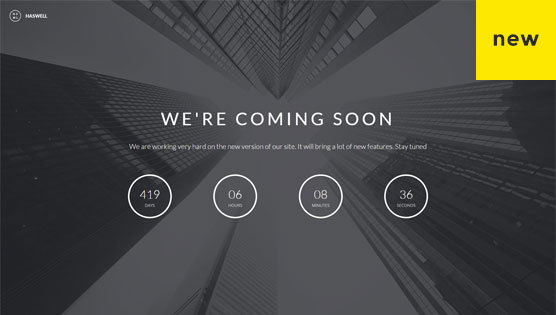 HASWELL
new
WE'RE COMING SOON
We are working very hard on the new version of our site. It will bring a lot of new features. Stay tuned
419 06 08 36
DAYS HOURS MINUTES SECONDS